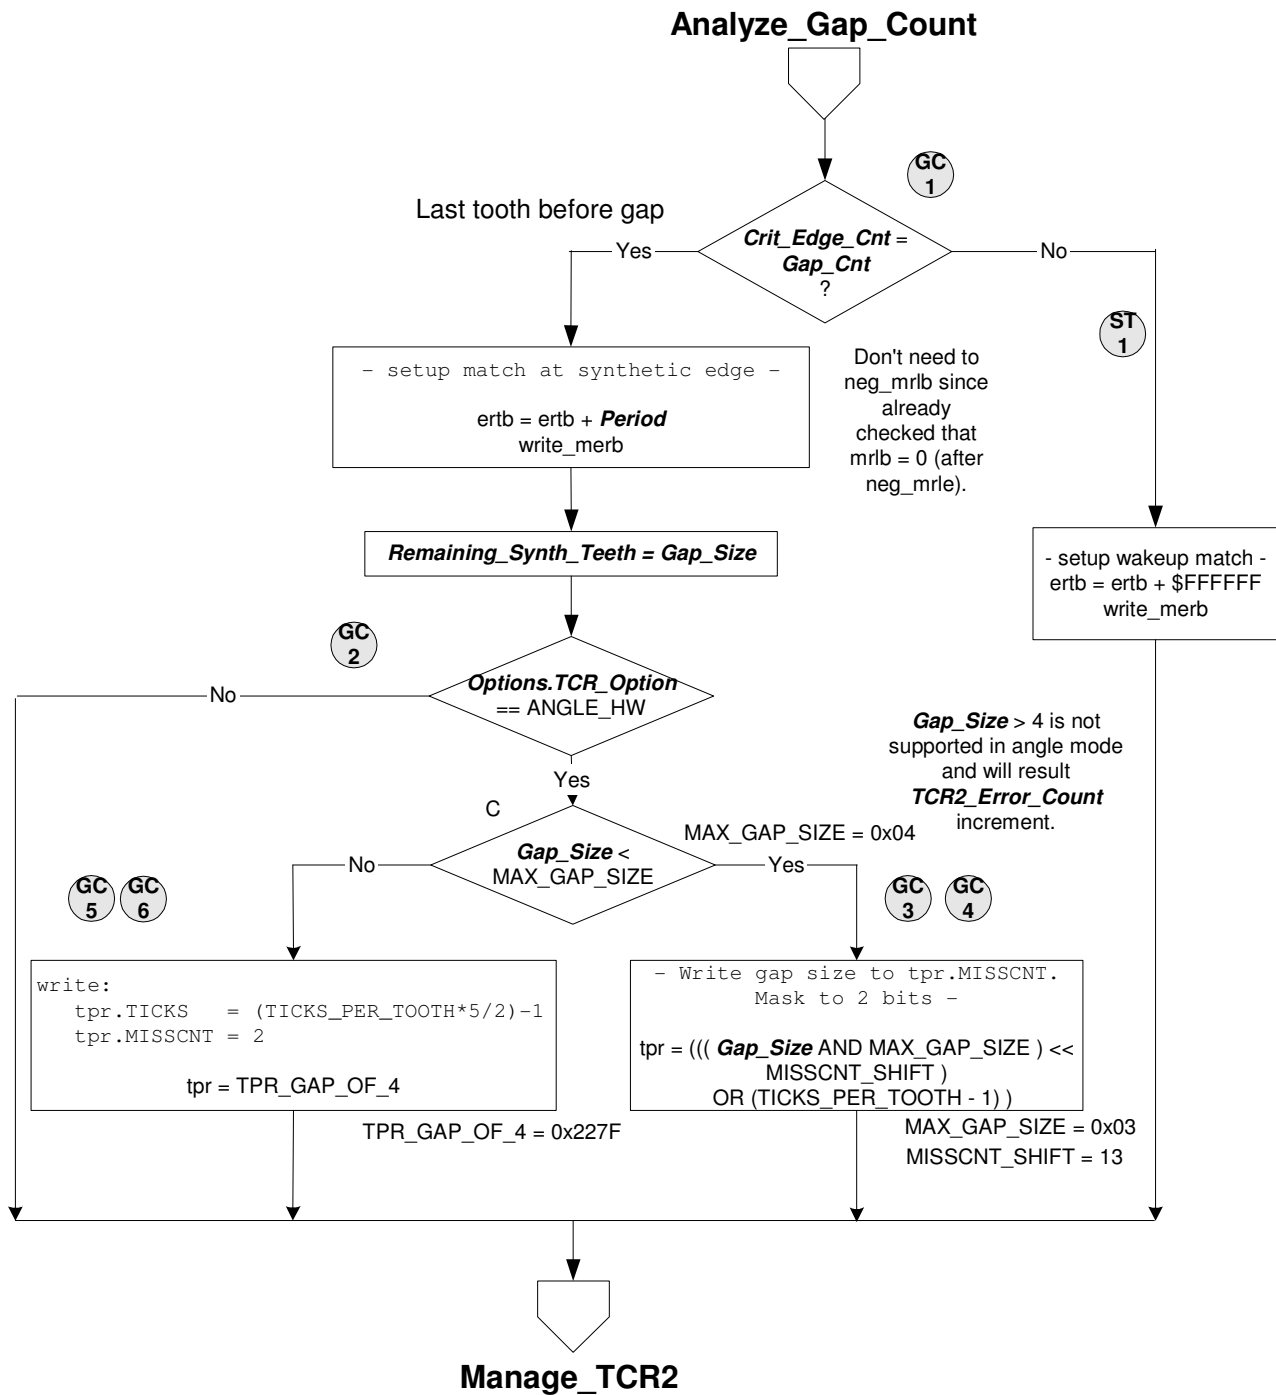 Analyze_Gap_Count
GC
1
Last tooth before gap
Crit_Edge_Cnt =
Gap_Cnt
?
Yes
No
ST
1
- setup match at synthetic edge -
ertb = ertb + Period
write_merb
Don't need to
neg_mrlb since
already
checked that
mrlb = 0 (after
neg_mrle).
Remaining_Synth_Teeth = Gap_Size
- setup wakeup match -
ertb = ertb + $FFFFFF
write_merb
GC
2
Options.TCR_Option
== ANGLE_HW
No
Yes
Gap_Size > 4 is not
supported in angle mode
and will result
TCR2_Error_Count
increment.
C
MAX_GAP_SIZE = 0x04
Gap_Size <
MAX_GAP_SIZE
No
Yes
GC
5
GC
6
GC
3
GC
4
write:
tpr.TICKS = (TICKS_PER_TOOTH*5/2)-1
tpr.MISSCNT = 2
tpr = TPR_GAP_OF_4
- Write gap size to tpr.MISSCNT.
Mask to 2 bits -
tpr = ((( Gap_Size AND MAX_GAP_SIZE ) <<
MISSCNT_SHIFT )
OR (TICKS_PER_TOOTH - 1) )
TPR_GAP_OF_4 = 0x227F
MAX_GAP_SIZE = 0x03
MISSCNT_SHIFT = 13
Manage_TCR2